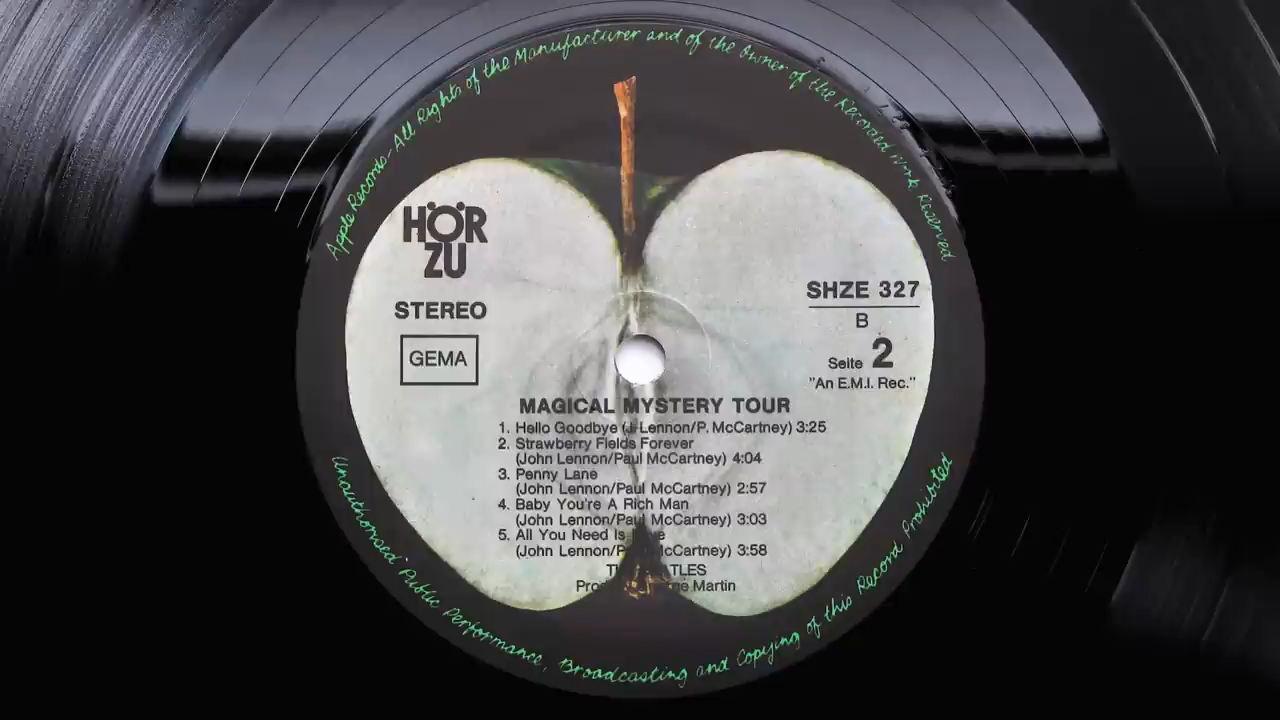 Apple Records-All Rights of the Manufacturer and of the Owner of the Recorded Work Reserved
HÖR
ZU
STEREO
GEMA
SHZE 327
B
Seite 2
"An E.M.I. Rec."
MAGICAL MYSTERY TOUR
1. Hello Goodbye (J. Lennon/P. McCartney) 3:25
2. Strawberry Fields Forever
(John Lennon/Paul McCartney) 4:04
3. Penny Lane
(John Lennon/Paul McCartney) 2:57
4. Baby You're A Rich Man
(John Lennon/Paul McCartney) 3:03
5. All You Need Is
(John Lennon/ McCartney) 3:58
Martin
Unauthorised Public Performance, Broadcasting and Copying of this Record Prohibited